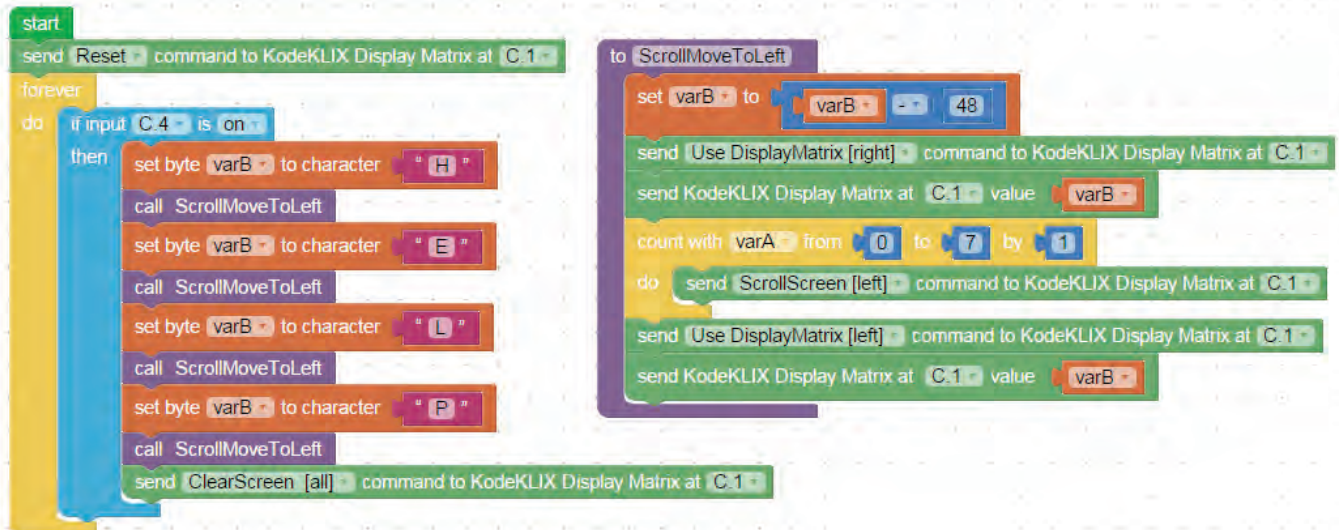 start
send Reset command to KodeKLIX Display Matrix at C.1
forever
do if input C.4 is on
then set byte varB to character " H "
call ScrollMoveToLeft
set byte varB to character " E "
call ScrollMoveToLeft
set byte varB to character " L "
call ScrollMoveToLeft
set byte varB to character " P "
call ScrollMoveToLeft
send ClearScreen [all] command to KodeKLIX Display Matrix at C.1
to ScrollMoveToLeft
set varB to varB - 48
send Use DisplayMatrix [right] command to KodeKLIX Display Matrix at C.1
send KodeKLIX Display Matrix at C.1 value varB
count with varA from 0 to 7 by 1
do send ScrollScreen [left] command to KodeKLIX Display Matrix at C.1
send Use DisplayMatrix [left] command to KodeKLIX Display Matrix at C.1
send KodeKLIX Display Matrix at C.1 value varB